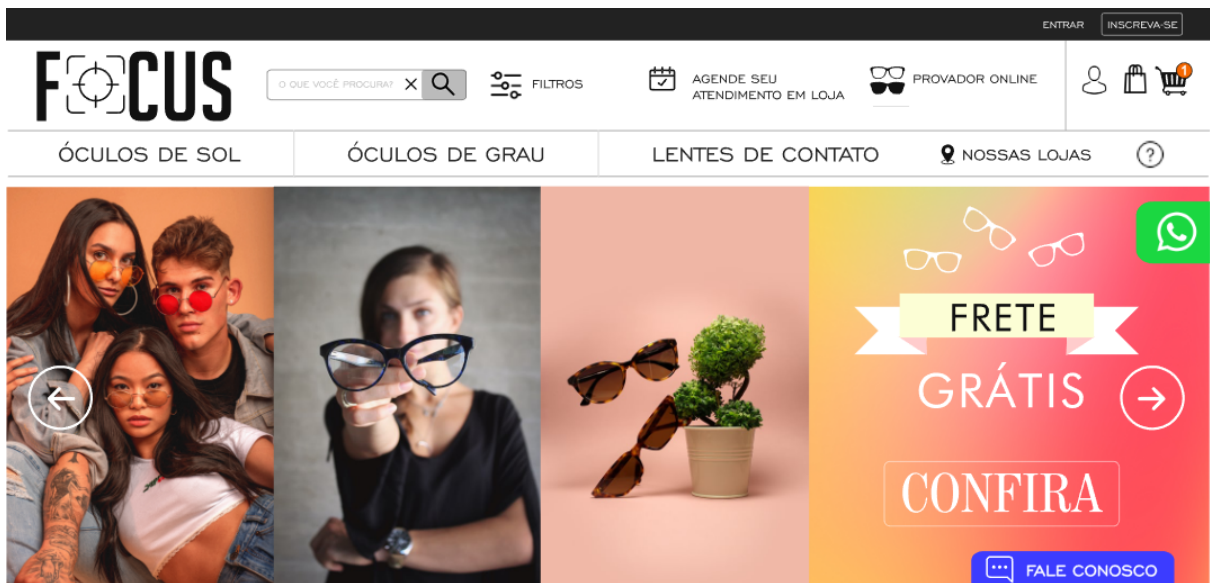 ENTRAR
INSCREVA-SE
FOCUS
O QUE VOCÊ PROCURA?
FILTROS
AGENDE SEU
ATENDIMENTO EM LOJA
PROVADOR ONLINE
1
ÓCULOS DE SOL
ÓCULOS DE GRAU
LENTES DE CONTATO
NOSSAS LOJAS
?
FRETE
GRÁTIS
CONFIRA
FALE CONOSCO